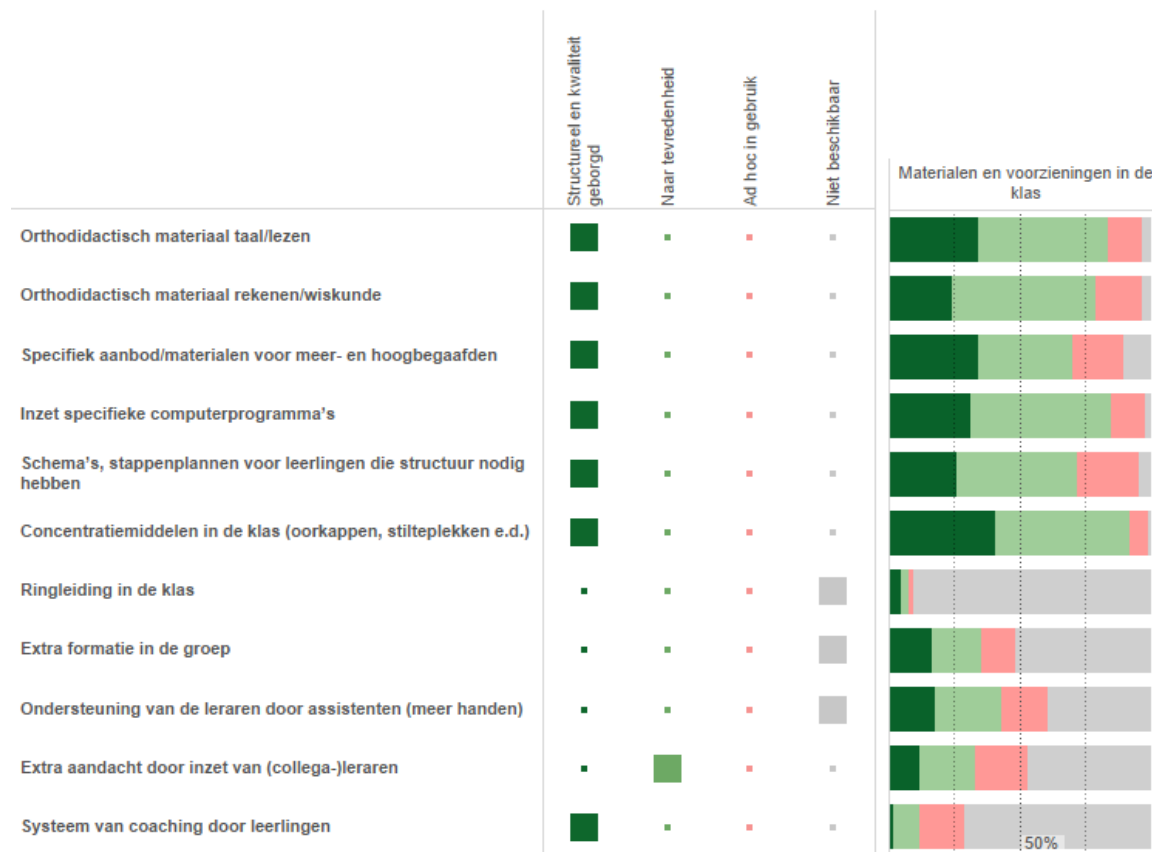 Structureel en kwaliteit
geborgd
Naar tevredenheid
Ad hoc in gebruik
Niet beschikbaar
Materialen en voorzieningen in de
klas
Orthodidactisch materiaal taal/lezen
Orthodidactisch materiaal rekenen/wiskunde
Specifiek aanbod/materialen voor meer- en hoogbegaafden
Inzet specifieke computerprogramma's
Schema's, stappenplannen voor leerlingen die structuur nodig
hebben
Concentratiemiddelen in de klas (oorkappen, stilteplekken e.d.)
Ringleiding in de klas
Extra formatie in de groep
Ondersteuning van de leraren door assistenten (meer handen)
Extra aandacht door inzet van (collega-)leraren
Systeem van coaching door leerlingen
50%